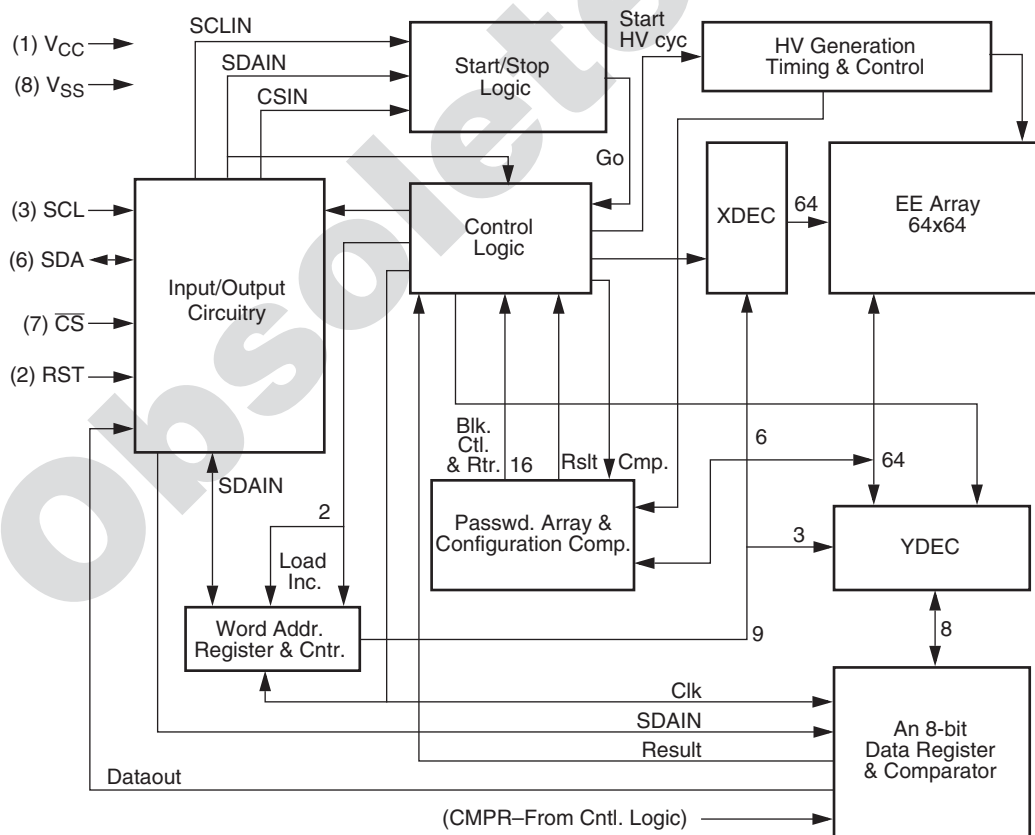 Obsolete
(1) VCC
(8) VSS
(3) SCL
(6) SDA
(7) CS
(2) RST
SCLIN
SDAIN
CSIN
Start/Stop
Logic
Start
HV cyc
HV Generation
Timing & Control
Go
Input/Output
Circuitry
Control
Logic
XDEC
64
EE Array
64x64
SDAIN
2
Load
Inc.
Blk.
Ctl.
& Rtr.
16
Rslt
Cmp.
6
64
Passwd. Array &
Configuration Comp.
3
YDEC
Word Addr.
Register & Cntr.
9
8
Clk
SDAIN
Result
Dataout
An 8-bit
Data Register
& Comparator
(CMPR–From Cntl. Logic)